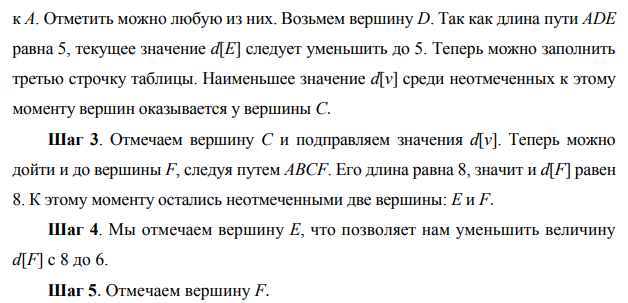 к A. Отметить можно любую из них. Возьмем вершину D. Так как длина пути ADE
равна 5, текущее значение d[E] следует уменьшить до 5. Теперь можно заполнить
третью строчку таблицы. Наименьшее значение d[v] среди неотмеченных к этому
моменту вершин оказывается у вершины C.
Шаг 3. Отмечаем вершину C и подправляем значения d[v]. Теперь можно
дойти и до вершины F, следуя путем ABCF. Его длина равна 8, значит и d[F] равен
8. К этому моменту остались неотмеченными две вершины: E и F.
Шаг 4. Мы отмечаем вершину E, что позволяет нам уменьшить величину
d[F] с 8 до 6.
Шаг 5. Отмечаем вершину F.